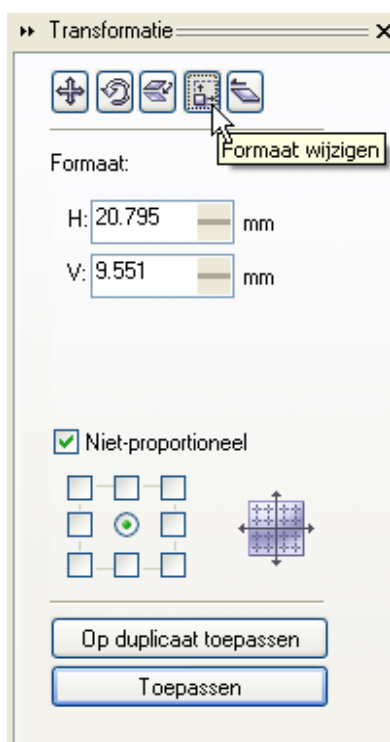 Transformatie
Formaat wijzigen
Formaat:
H: 20.795 mm
V: 9.551 mm
Niet-proportioneel
Op duplicaat toepassen
Toepassen